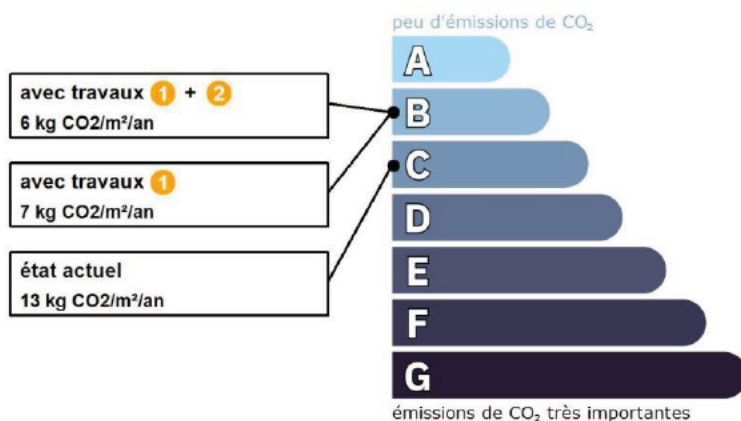 peu d'émissions de CO₂
A
avec travaux 1 + 2
6 kg CO2/m²/an
B
C
avec travaux 1
7 kg CO2/m²/an
D
E
état actuel
13 kg CO2/m²/an
F
G
émissions de CO₂ très importantes